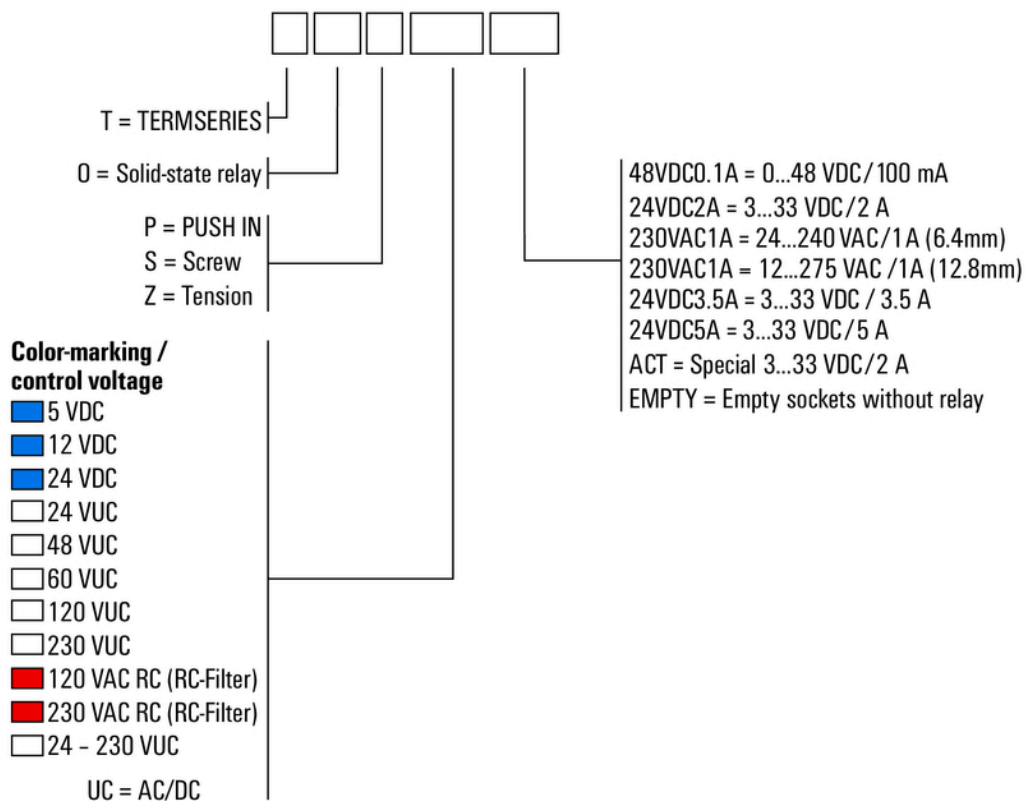 T = TERMSERIES
O = Solid-state relay
P = PUSH IN
S = Screw
Z = Tension
Color-marking /
control voltage
5 VDC
12 VDC
24 VDC
24 VUC
48 VUC
60 VUC
120 VUC
230 VUC
120 VAC RC (RC-Filter)
230 VAC RC (RC-Filter)
24 – 230 VUC
UC = AC/DC
48VDC0.1A = 0...48 VDC/100 mA
24VDC2A = 3...33 VDC/2 A
230VAC1A = 24...240 VAC/1A (6.4mm)
230VAC1A = 12...275 VAC /1A (12.8mm)
24VDC3.5A = 3...33 VDC / 3.5 A
24VDC5A = 3...33 VDC/5 A
ACT = Special 3...33 VDC/2 A
EMPTY = Empty sockets without relay